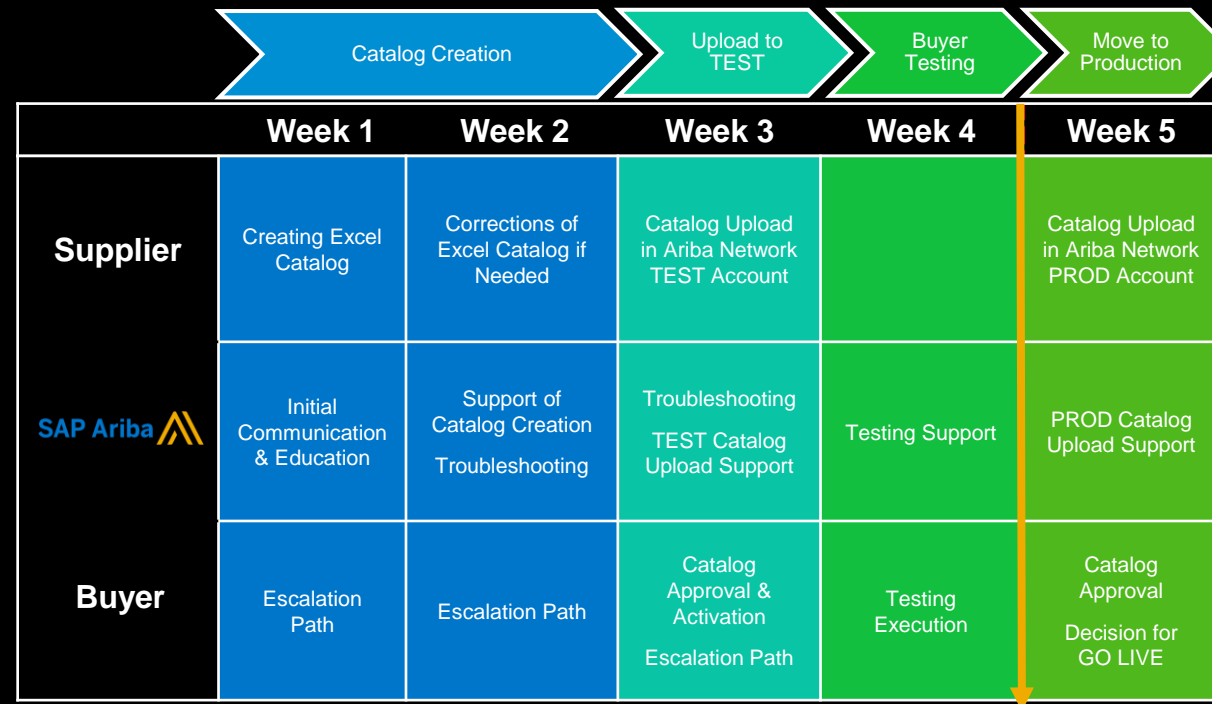 Catalog Creation
Upload to
TEST
Buyer
Testing
Move to
Production
Week 1
Week 2
Week 3
Week 4
Week 5
Supplier
Creating Excel
Catalog
Corrections of
Excel Catalog if
Needed
Catalog Upload
in Ariba Network
TEST Account
Catalog Upload
in Ariba Network
PROD Account
SAP Ariba
Initial
Communication
& Education
Support of
Catalog Creation
Troubleshooting
Troubleshooting
TEST Catalog
Upload Support
Testing Support
PROD Catalog
Upload Support
Buyer
Escalation
Path
Escalation Path
Catalog
Approval &
Activation
Escalation Path
Testing
Execution
Catalog
Approval
Decision for
GO LIVE